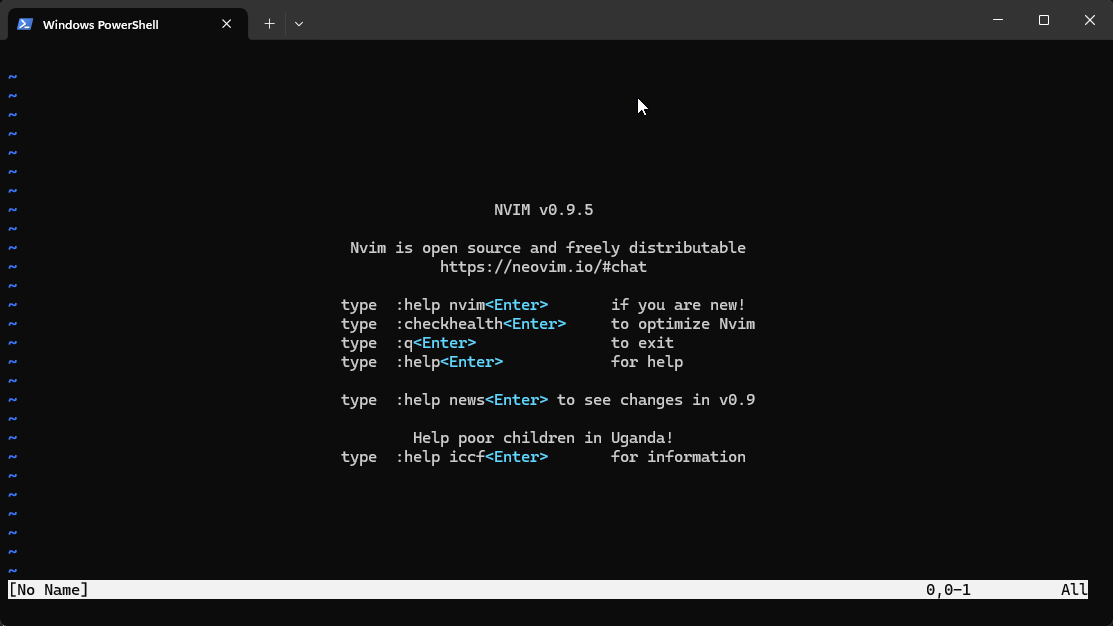 Windows PowerShell
~
~
~
~
~
~
~
~ NVIM v0.9.5
~
~ Nvim is open source and freely distributable
~ https://neovim.io/#chat
~
~ type :help nvim<Enter> if you are new!
~ type :checkhealth<Enter> to optimize Nvim
~ type :q<Enter> to exit
~ type :help<Enter> for help
~
~ type :help news<Enter> to see changes in v0.9
~
~ Help poor children in Uganda!
~ type :help iccf<Enter> for information
~
~
~
~
~
~
[No Name] 0,0-1 All